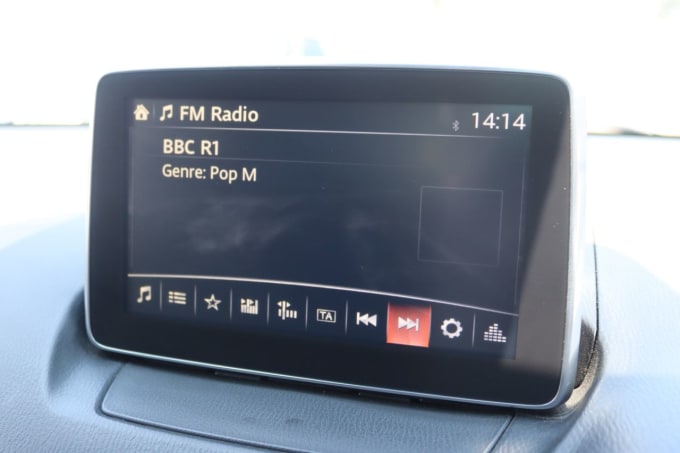 FM Radio
14:14
BBC R1
Genre: Pop M
TA